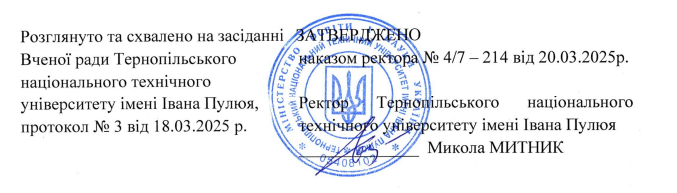 Розглянуто та схвалено на засіданні
Вченої ради Тернопільського
національного технічного
університету імені Івана Пулюя,
протокол № 3 від 18.03.2025 р.
ЗАТВЕРДЖЕНО
наказом ректора № 4/7 – 214 від 20.03.2025р.
Ректор Тернопільського національного
технічного університету імені Івана Пулюя
Микола МИТНИК